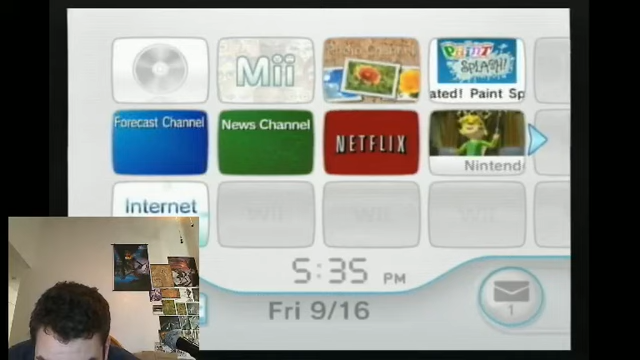 Mii
Photo Channel
PAINT
SPLASH!
ated! Paint Sp
Forecast Channel
News Channel
NETFLIX
Nintend
Internet
Wii
Wii
Wii
5:35 PM
Fri 9/16
1